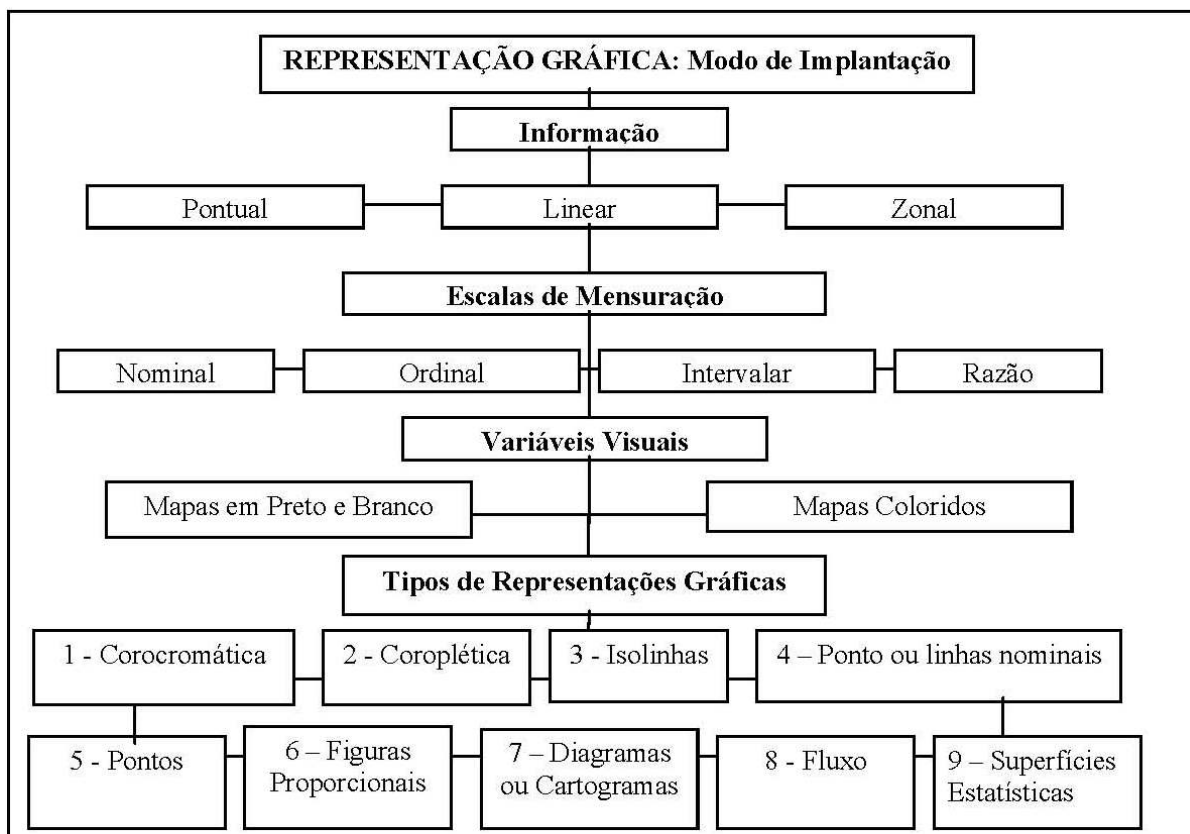 REPRESENTAÇÃO GRÁFICA: Modo de Implantação
Informação
Pontual
Linear
Zonal
Escalas de Mensuração
Nominal
Ordinal
Intervalar
Razão
Variáveis Visuais
Mapas em Preto e Branco
Mapas Coloridos
Tipos de Representações Gráficas
1 - Corocromática
2 - Coroplética
3 - Isolinhas
4 – Ponto ou linhas nominais
5 - Pontos
6 – Figuras
Proporcionais
7 – Diagramas
ou Cartogramas
8 - Fluxo
9 – Superfícies
Estatísticas